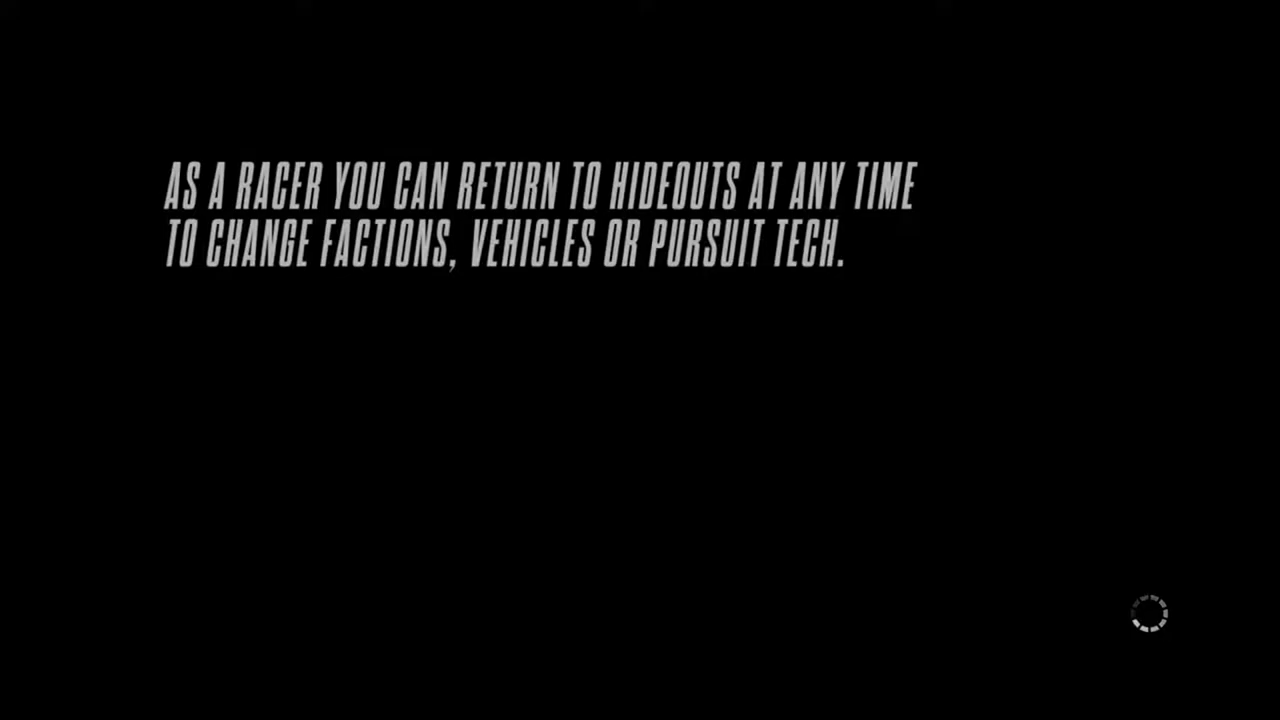 AS A RACER YOU CAN RETURN TO HIDEOUTS AT ANY TIME
TO CHANGE FACTIONS, VEHICLES OR PURSUIT TECH.